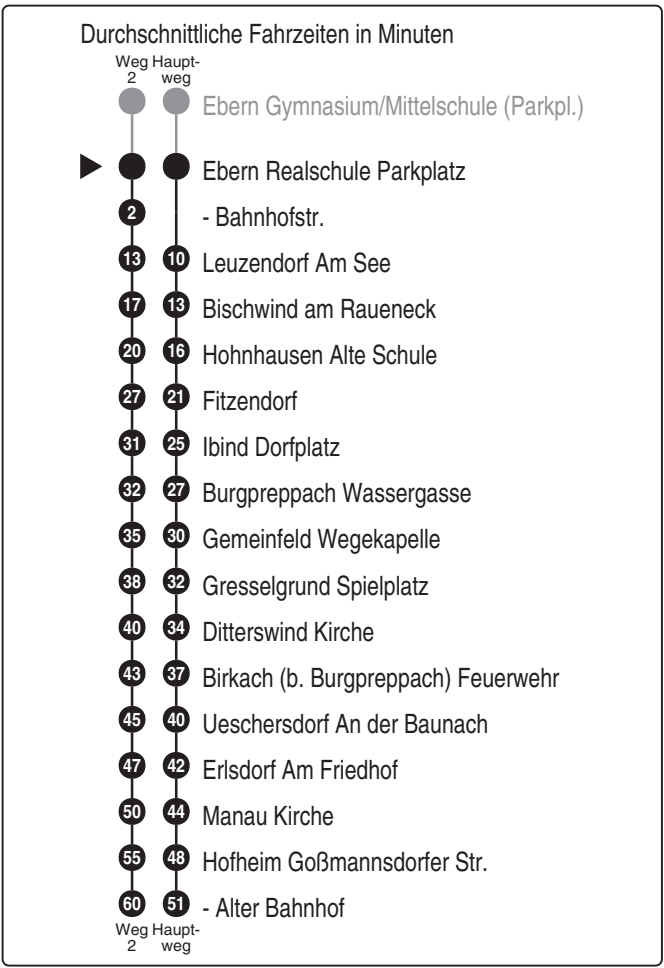 Durchschnittliche Fahrzeiten in Minuten
Weg Haupt-
2 weg
Ebern Gymnasium/Mittelschule (Parkpl.)
Ebern Realschule Parkplatz
2 - Bahnhofstr.
13 10 Leuzendorf Am See
17 13 Bischwind am Raueneck
20 16 Hohnhausen Alte Schule
27 21 Fitzendorf
31 25 Ibind Dorfplatz
32 27 Burgpreppach Wassergasse
35 30 Gemeinfeld Wegekapelle
38 32 Gresselgrund Spielplatz
40 34 Ditterswind Kirche
43 37 Birkach (b. Burgpreppach) Feuerwehr
45 40 Ueschersdorf An der Baunach
47 42 Erlsdorf Am Friedhof
50 44 Manau Kirche
55 48 Hofheim Goßmannsdorfer Str.
60 51 - Alter Bahnhof
Weg Haupt-
2 weg